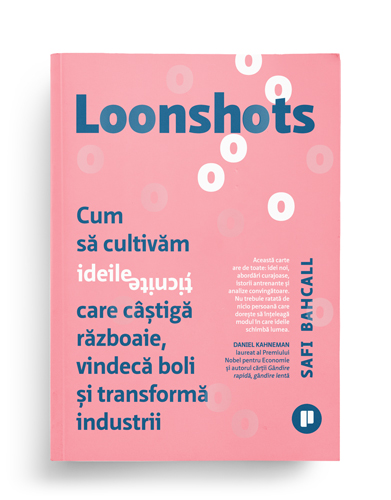 Loonshots
Cum
să cultivăm
ideile
țicnite
care câștigă
războaie,
vindecă boli
și transformă
industrii
Această carte
are de toate: idei noi,
abordări curajoase,
istorii antrenante și
analize convingătoare.
Nu trebuie ratată de
nicio persoană care
dorește să înțeleagă
modul în care ideile
schimbă lumea.
DANIEL KAHNEMAN
laureat al Premiului
Nobel pentru Economie
și autorul cărții Gândire
rapidă, gândire lentă
SAFI BAHCALL
p